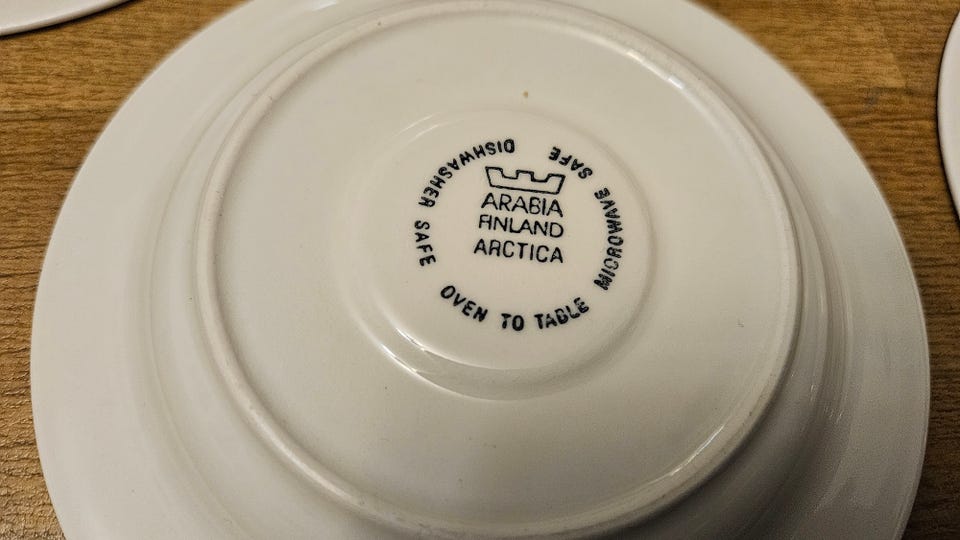 ARABIA
FINLAND
ARCTICA
DISHWASHER SAFE
OVEN TO TABLE
MICROWAVE SAFE